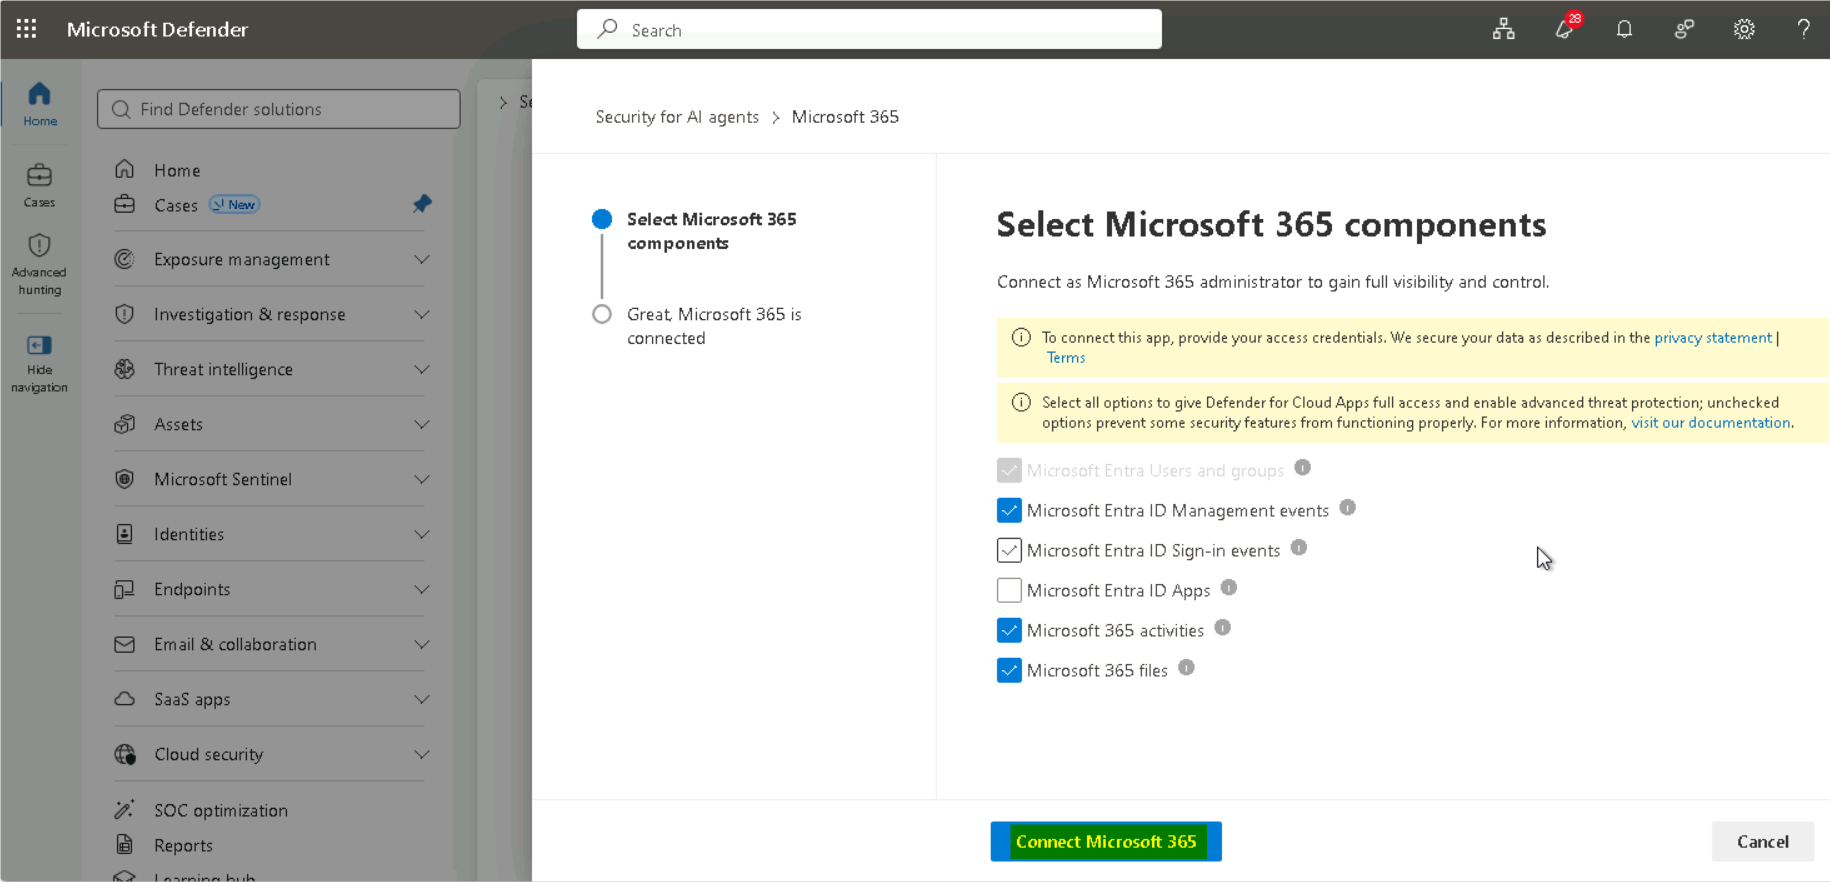 Microsoft Defender
Search
28
Home
Cases
Advanced
hunting
Hide
navigation
Find Defender solutions
Home
Cases New
Exposure management
Investigation & response
Threat intelligence
Assets
Microsoft Sentinel
Identities
Endpoints
Email & collaboration
SaaS apps
Cloud security
SOC optimization
Reports
Learning hub
Security for AI agents > Microsoft 365
Select Microsoft 365
components
Great, Microsoft 365 is
connected
Select Microsoft 365 components
Connect as Microsoft 365 administrator to gain full visibility and control.
To connect this app, provide your access credentials. We secure your data as described in the privacy statement |
Terms
Select all options to give Defender for Cloud Apps full access and enable advanced threat protection; unchecked
options prevent some security features from functioning properly. For more information, visit our documentation.
Microsoft Entra Users and groups
Microsoft Entra ID Management events
Microsoft Entra ID Sign-in events
Microsoft Entra ID Apps
Microsoft 365 activities
Microsoft 365 files
Connect Microsoft 365
Cancel